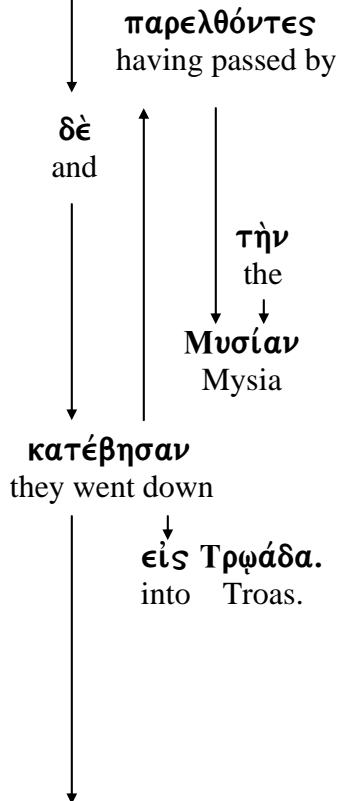 παρελθόντες
having passed by
δὲ
and
τὴν
the
Μυσίαν
Mysia
κατέβησαν
they went down
εἰς Τρῳάδα.
into Troas.